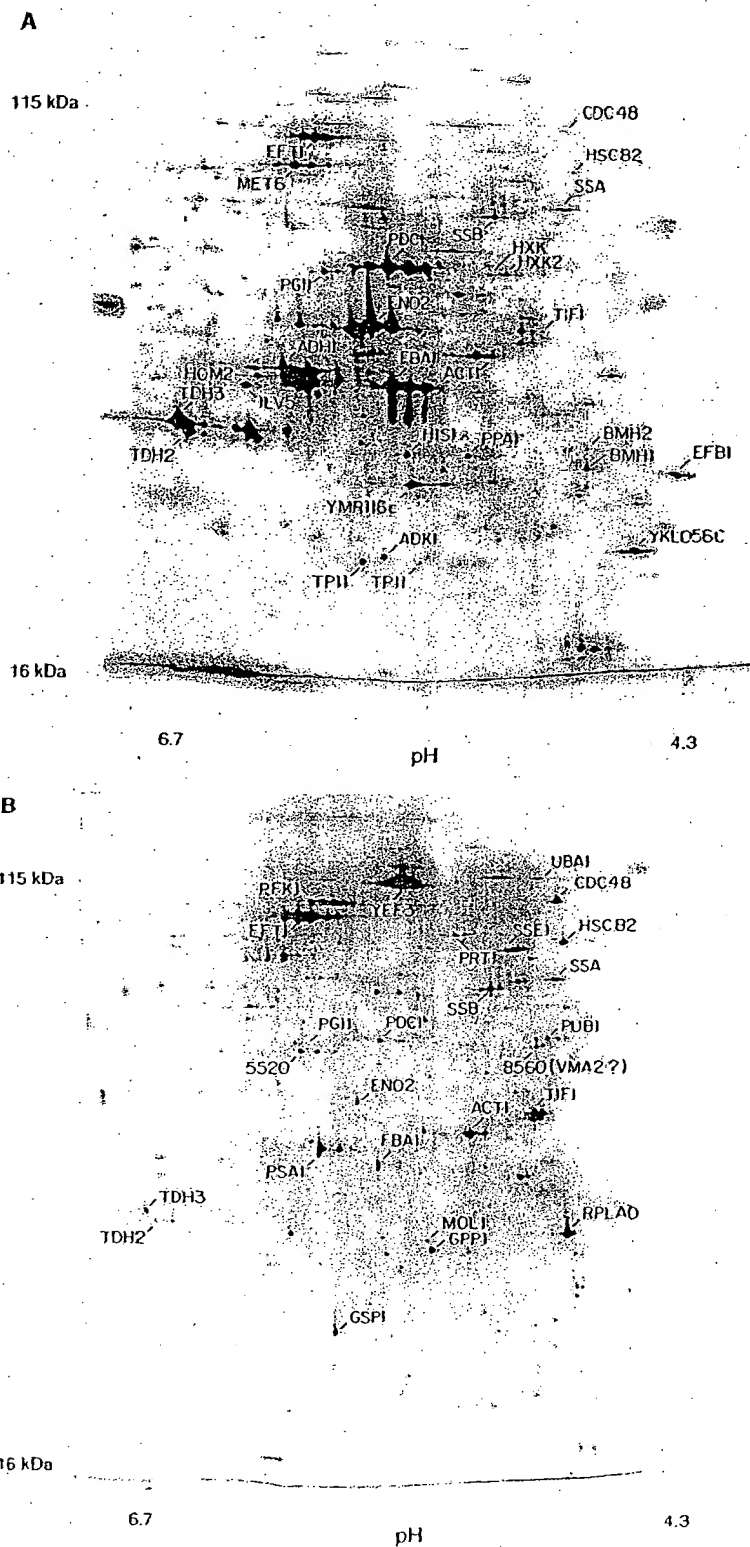 A
115 kDa
CDC48
EFT1
HSC82
MET6
SSA
SSB
PDC1
HXK
HXK2
PGI1
ENO2
TIF1
ADH1
FBA1
HOM2
ACT1
TDH3
ILV5
HIS1
PPA1
BMH2
BMH1
EFB1
TDH2
YMR116c
ADK1
YKL056C
TPI1
TPI1
16 kDa
6.7
4.3
pH
B
115 kDa
UBA1
CDC48
PFK1
YEF3
EFT1
SSE1
HSC82
PRT1
SSA
SSB
PGI1
PDC1
PUB1
5520
8560 (VMA2?)
ENO2
TIF1
ACT1
FBA1
PSA1
TDH3
TDH2
MOL1
GPP1
RPLA0
GSP1
16 kDa
6.7
4.3
pH